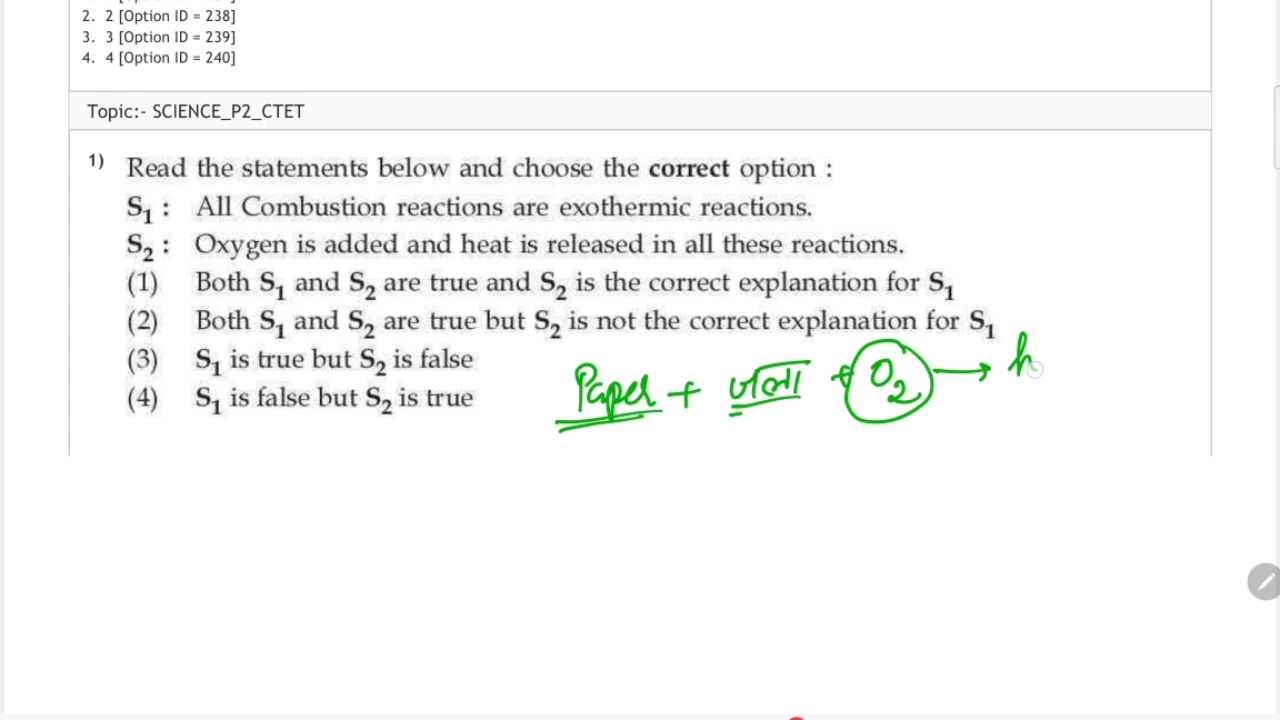 2. 2 [Option ID = 238]
3. 3 [Option ID = 239]
4. 4 [Option ID = 240]
Topic:- SCIENCE_P2_CTET
1) Read the statements below and choose the correct option :
S₁ : All Combustion reactions are exothermic reactions.
S₂ : Oxygen is added and heat is released in all these reactions.
(1) Both S₁ and S₂ are true and S₂ is the correct explanation for S₁
(2) Both S₁ and S₂ are true but S₂ is not the correct explanation for S₁
(3) S₁ is true but S₂ is false
(4) S₁ is false but S₂ is true
Paper + जला + O₂ → h